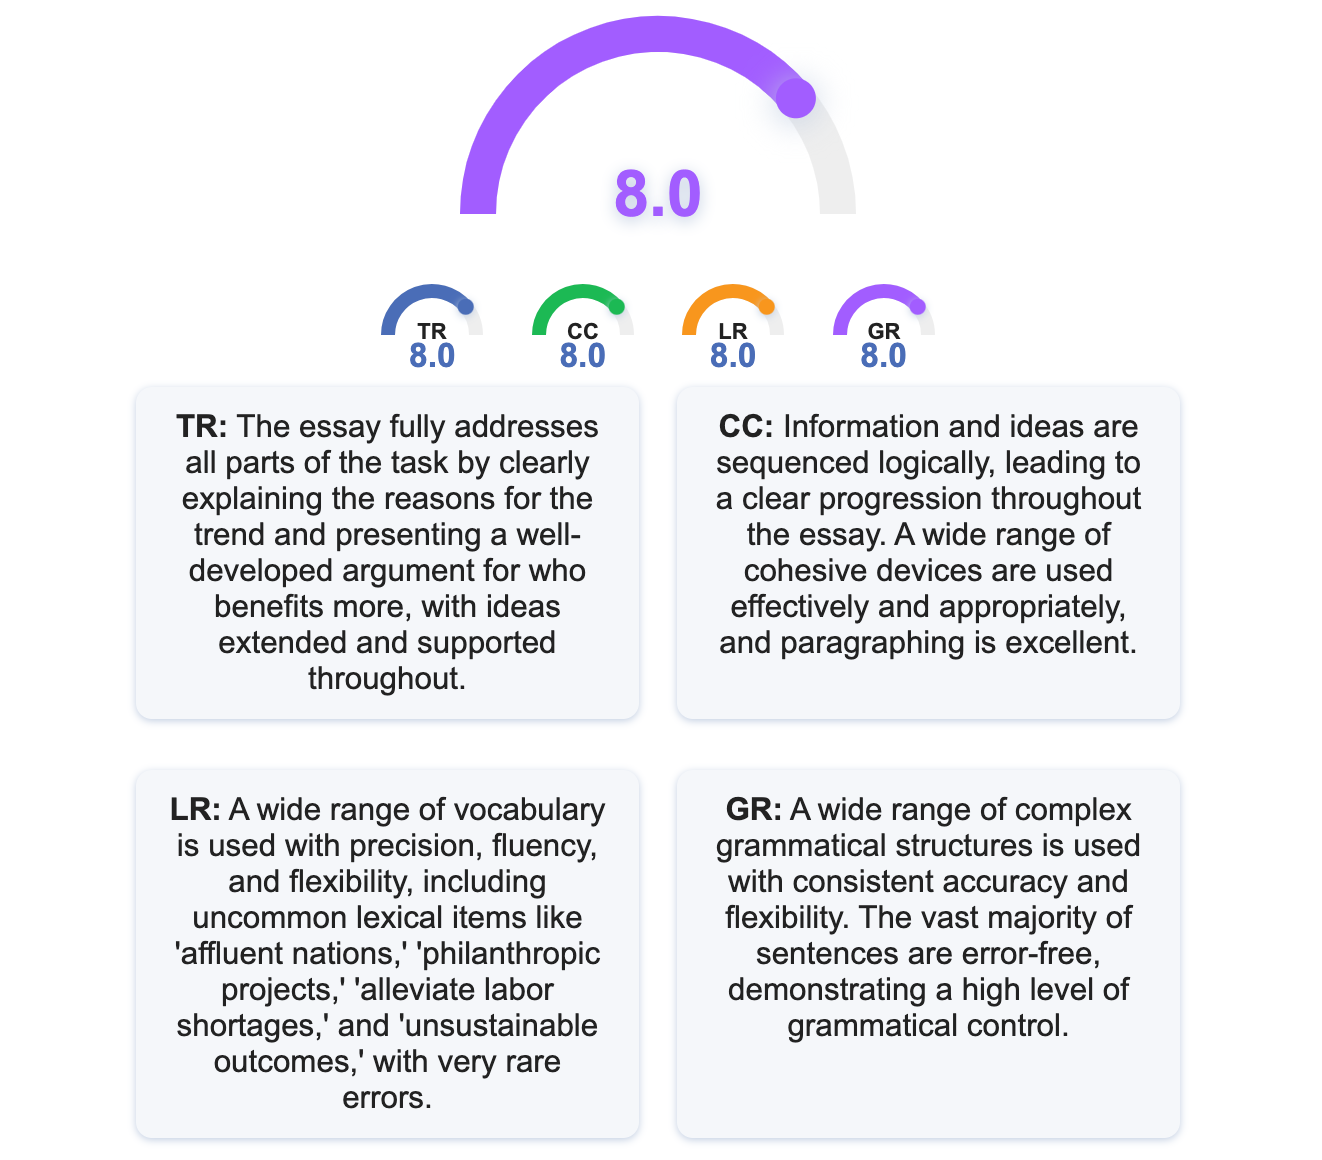 8.0
TR
8.0
CC
8.0
LR
8.0
GR
8.0
TR: The essay fully addresses
all parts of the task by clearly
explaining the reasons for the
trend and presenting a well-
developed argument for who
benefits more, with ideas
extended and supported
throughout.
CC: Information and ideas are
sequenced logically, leading to
a clear progression throughout
the essay. A wide range of
cohesive devices are used
effectively and appropriately,
and paragraphing is excellent.
LR: A wide range of vocabulary
is used with precision, fluency,
and flexibility, including
uncommon lexical items like
'affluent nations,' 'philanthropic
projects,' 'alleviate labor
shortages,' and 'unsustainable
outcomes,' with very rare
errors.
GR: A wide range of complex
grammatical structures is used
with consistent accuracy and
flexibility. The vast majority of
sentences are error-free,
demonstrating a high level of
grammatical control.